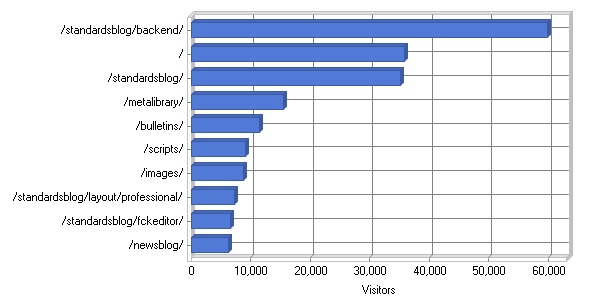 /standardsblog/backend/
/
/standardsblog/
/metalibrary/
/bulletins/
/scripts/
/images/
/standardsblog/layout/professional/
/standardsblog/fckeditor/
/newsblog/
0 10,000 20,000 30,000 40,000 50,000 60,000
Visitors